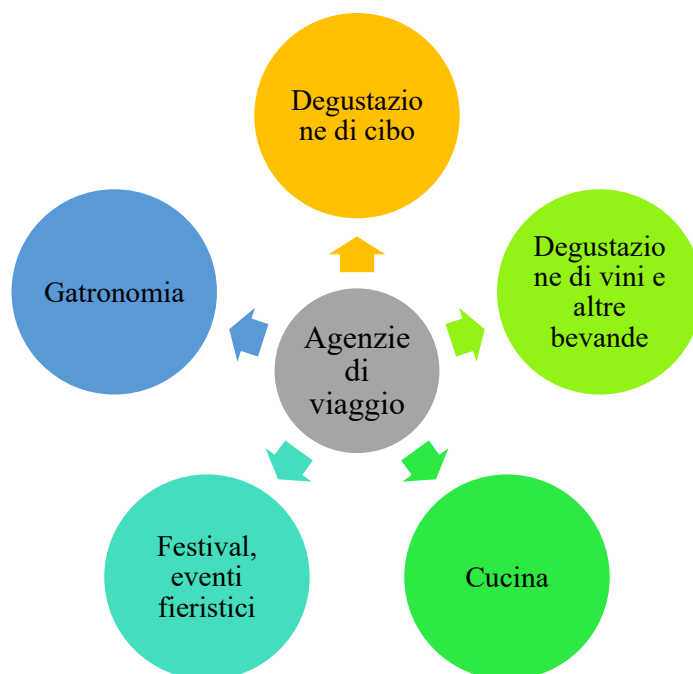 Degustazio
ne di cibo
Degustazio
ne di vini e
altre
bevande
Gatronomia
Agenzie
di
viaggio
Festival,
eventi
fieristici
Cucina